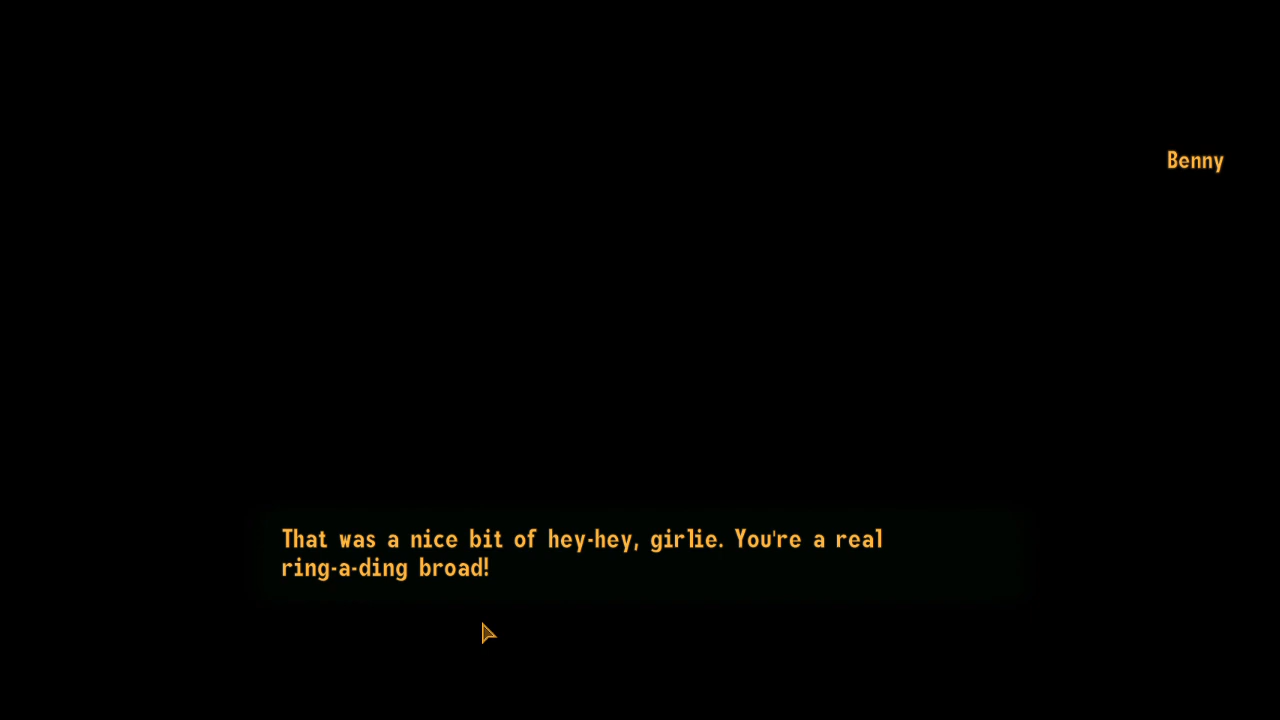 Benny
That was a nice bit of hey-hey, girlie. You're a real
ring-a-ding broad!